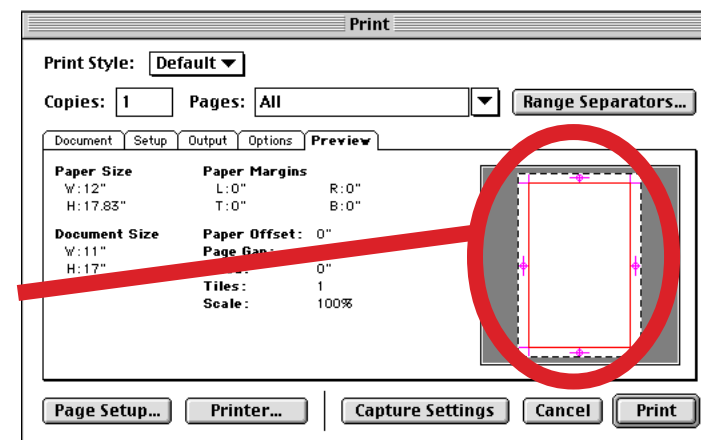 Print
Print Style: Default
Copies: 1 Pages: All Range Separators...
Document Setup Output Options Preview
Paper Size Paper Margins
W:12" L:0" R:0"
H:17.83" T:0" B:0"
Document Size Paper Offset: 0"
W:11" Page Gap:
H:17" 0"
Tiles: 1
Scale: 100%
Page Setup... Printer... Capture Settings Cancel Print